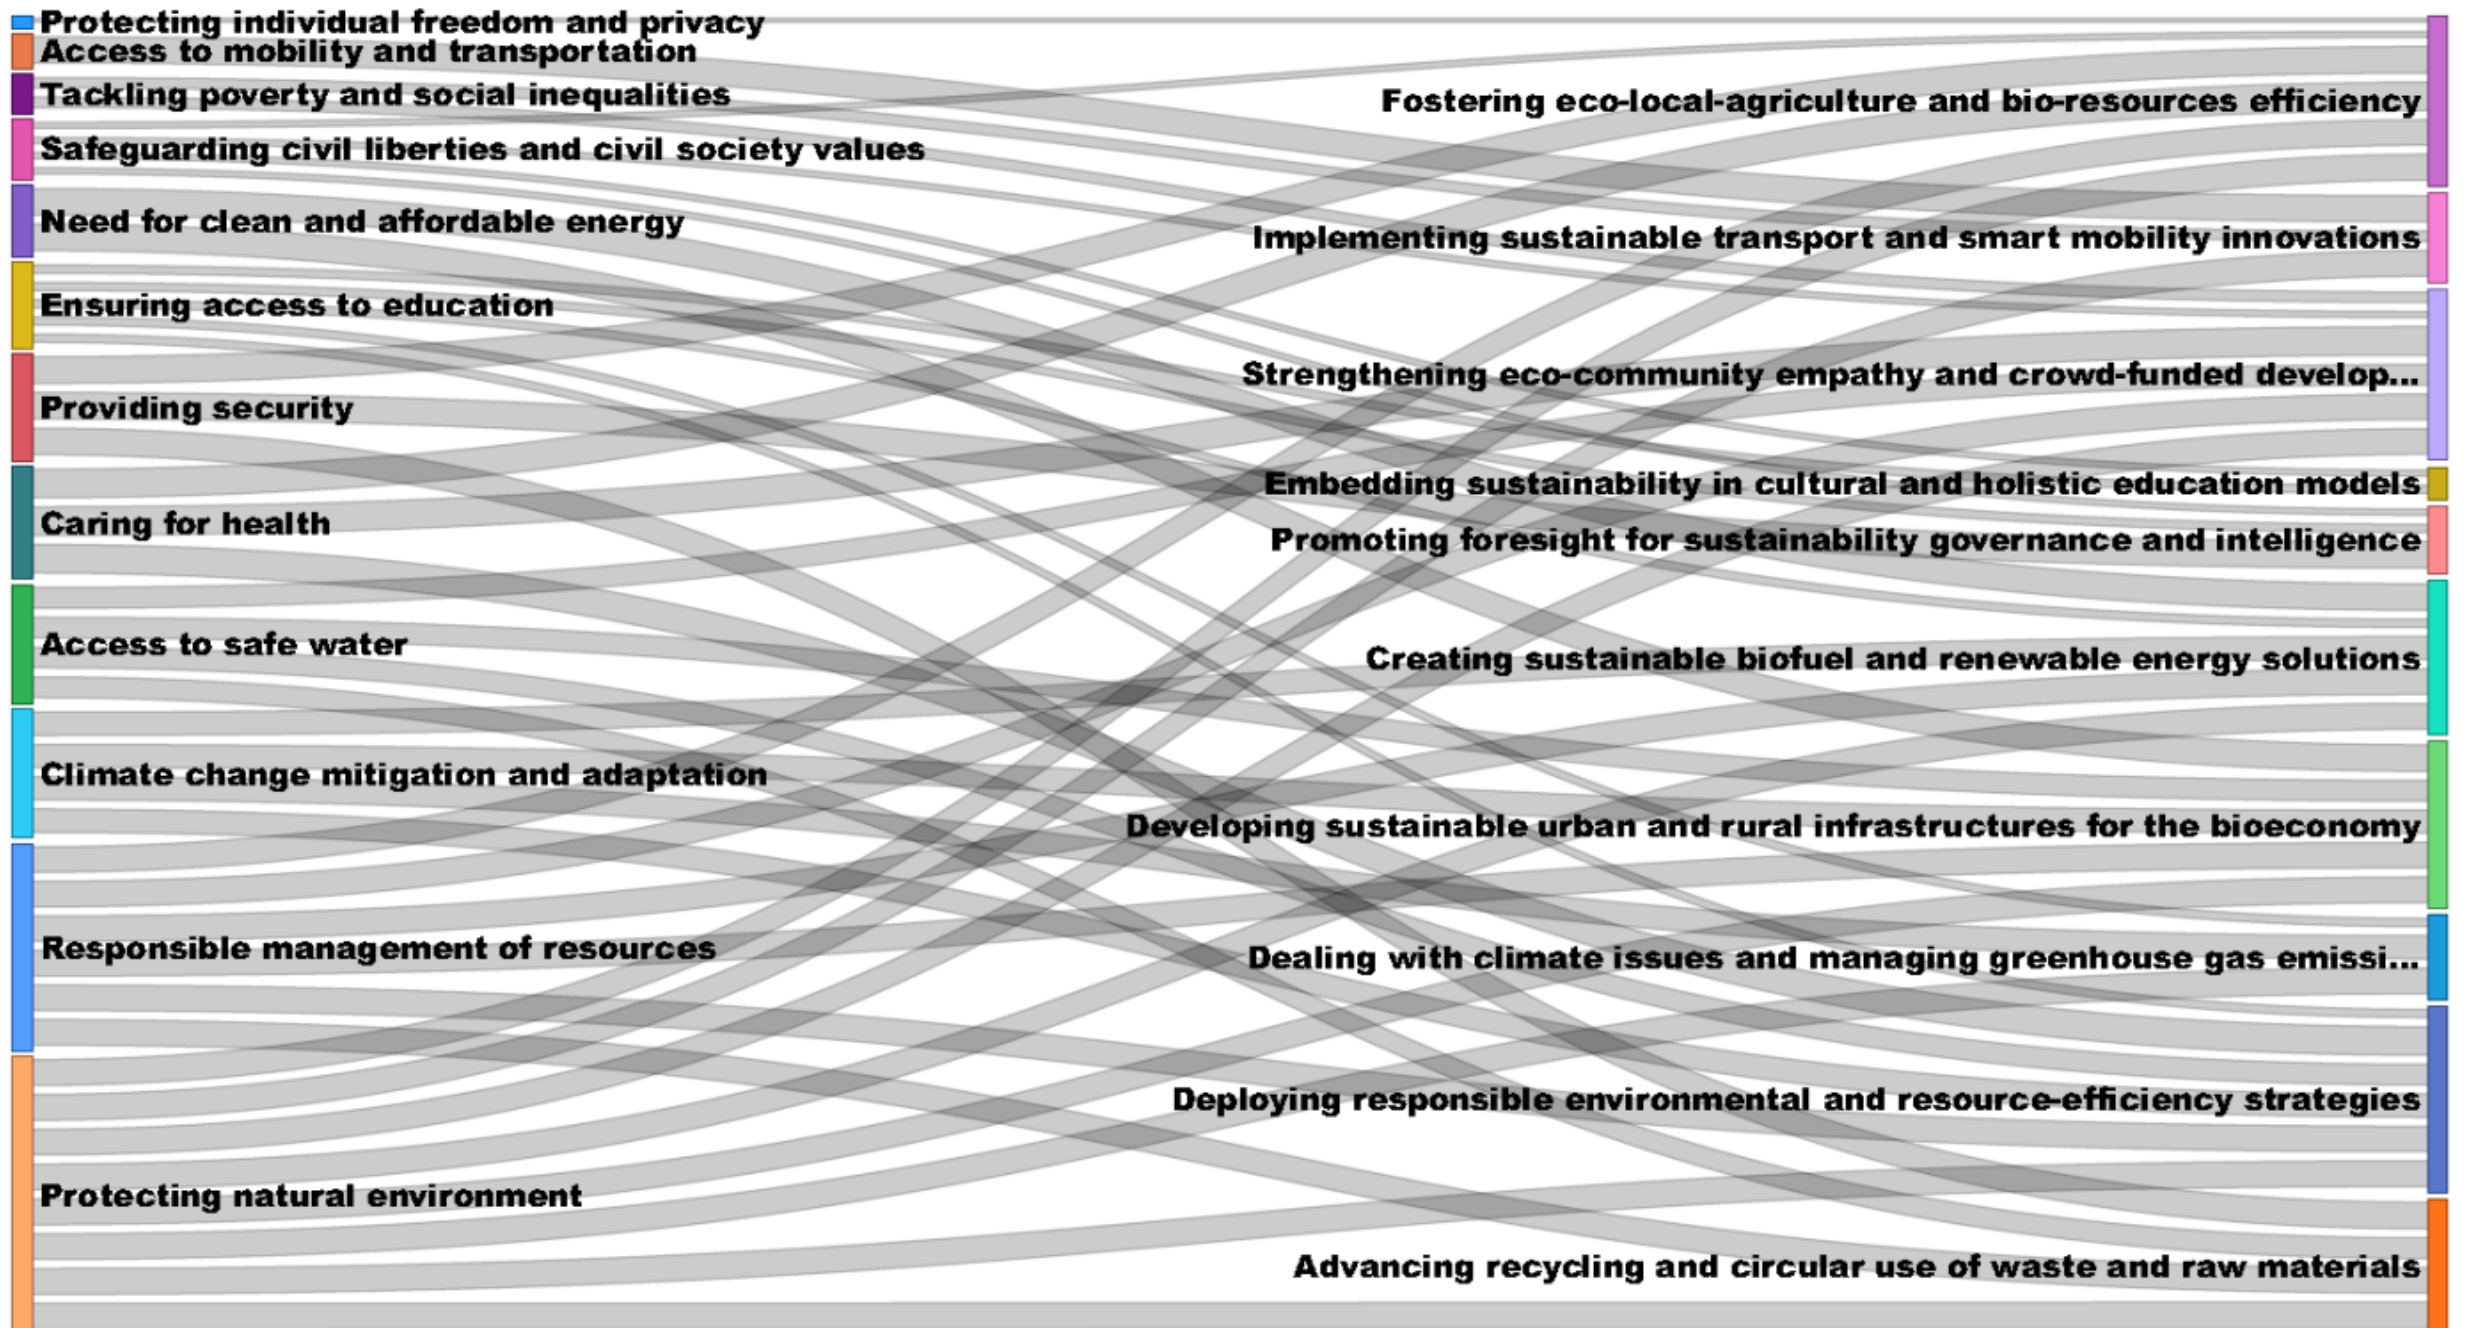 Protecting individual freedom and privacy
Access to mobility and transportation
Tackling poverty and social inequalities
Safeguarding civil liberties and civil society values
Need for clean and affordable energy
Ensuring access to education
Providing security
Caring for health
Access to safe water
Climate change mitigation and adaptation
Responsible management of resources
Protecting natural environment
Fostering eco-local-agriculture and bio-resources efficiency
Implementing sustainable transport and smart mobility innovations
Strengthening eco-community empathy and crowd-funded develop...
Embedding sustainability in cultural and holistic education models
Promoting foresight for sustainability governance and intelligence
Creating sustainable biofuel and renewable energy solutions
Developing sustainable urban and rural infrastructures for the bioeconomy
Dealing with climate issues and managing greenhouse gas emissi...
Deploying responsible environmental and resource-efficiency strategies
Advancing recycling and circular use of waste and raw materials